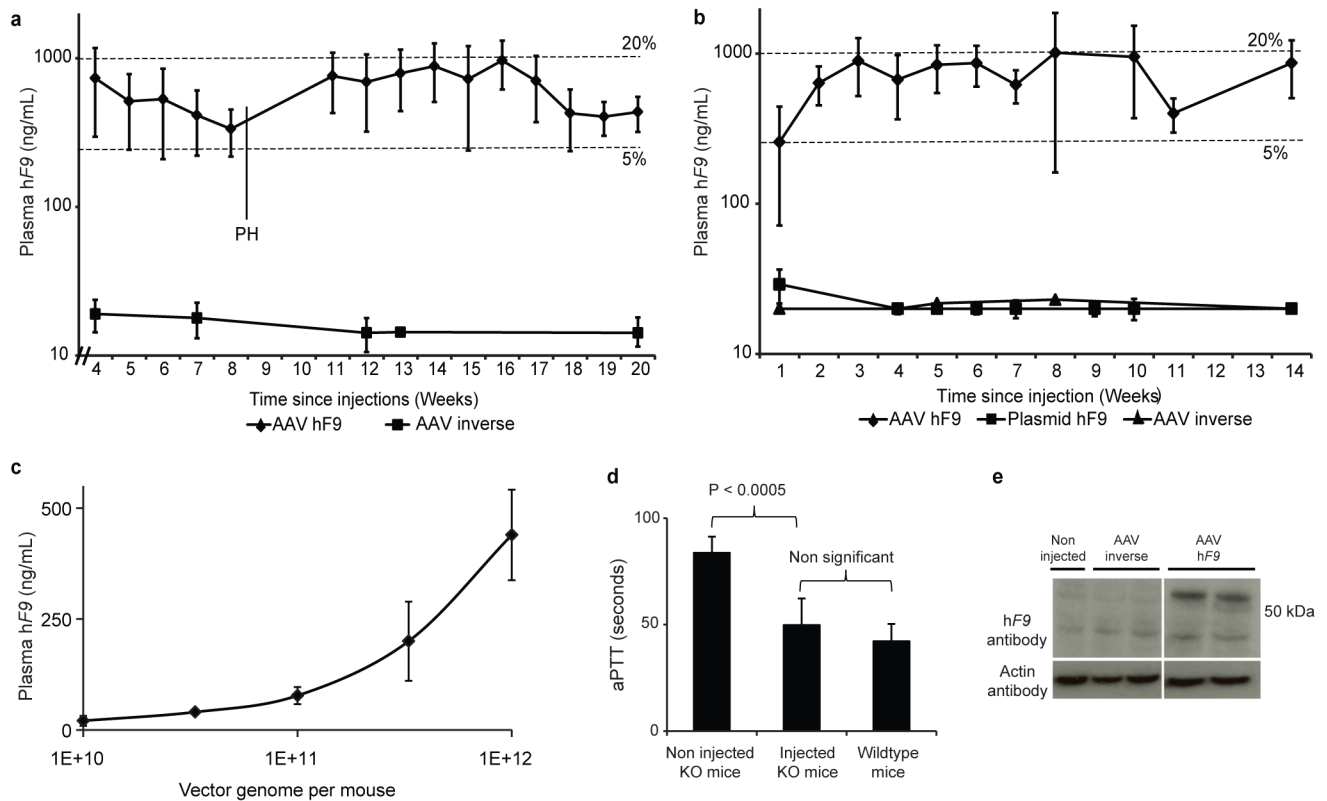 a
Plasma hF9 (ng/mL)
1000
100
10
20%
5%
PH
4 5 6 7 8 9 10 11 12 13 14 15 16 17 18 19 20
Time since injections (Weeks)
AAV hF9 AAV inverse
b
Plasma hF9 (ng/mL)
1000
100
10
20%
5%
1 2 3 4 5 6 7 8 9 10 11 12 13 14
Time since injection (Weeks)
AAV hF9 Plasmid hF9 AAV inverse
c
Plasma hF9 (ng/mL)
500
250
0
1E+10 1E+11 1E+12
Vector genome per mouse
d
P < 0.0005
Non significant
aPTT (seconds)
100
50
0
Non injected
KO mice
Injected
KO mice
Wildtype
mice
e
Non
injected
AAV
inverse
AAV
hF9
hF9
antibody
50 kDa
Actin
antibody